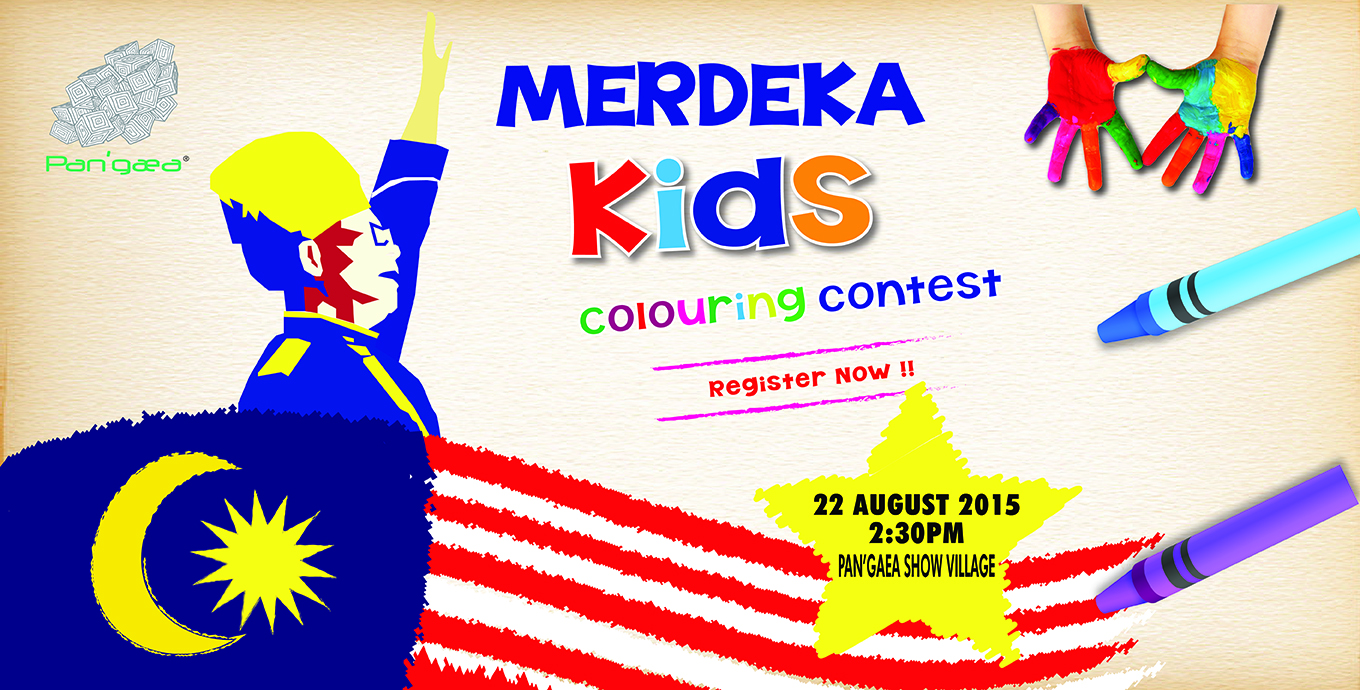 Pan'gæa®
MERDEKA
Kids
colouring contest
Register Now !!
22 AUGUST 2015
2:30PM
PAN'GAEA SHOW VILLAGE